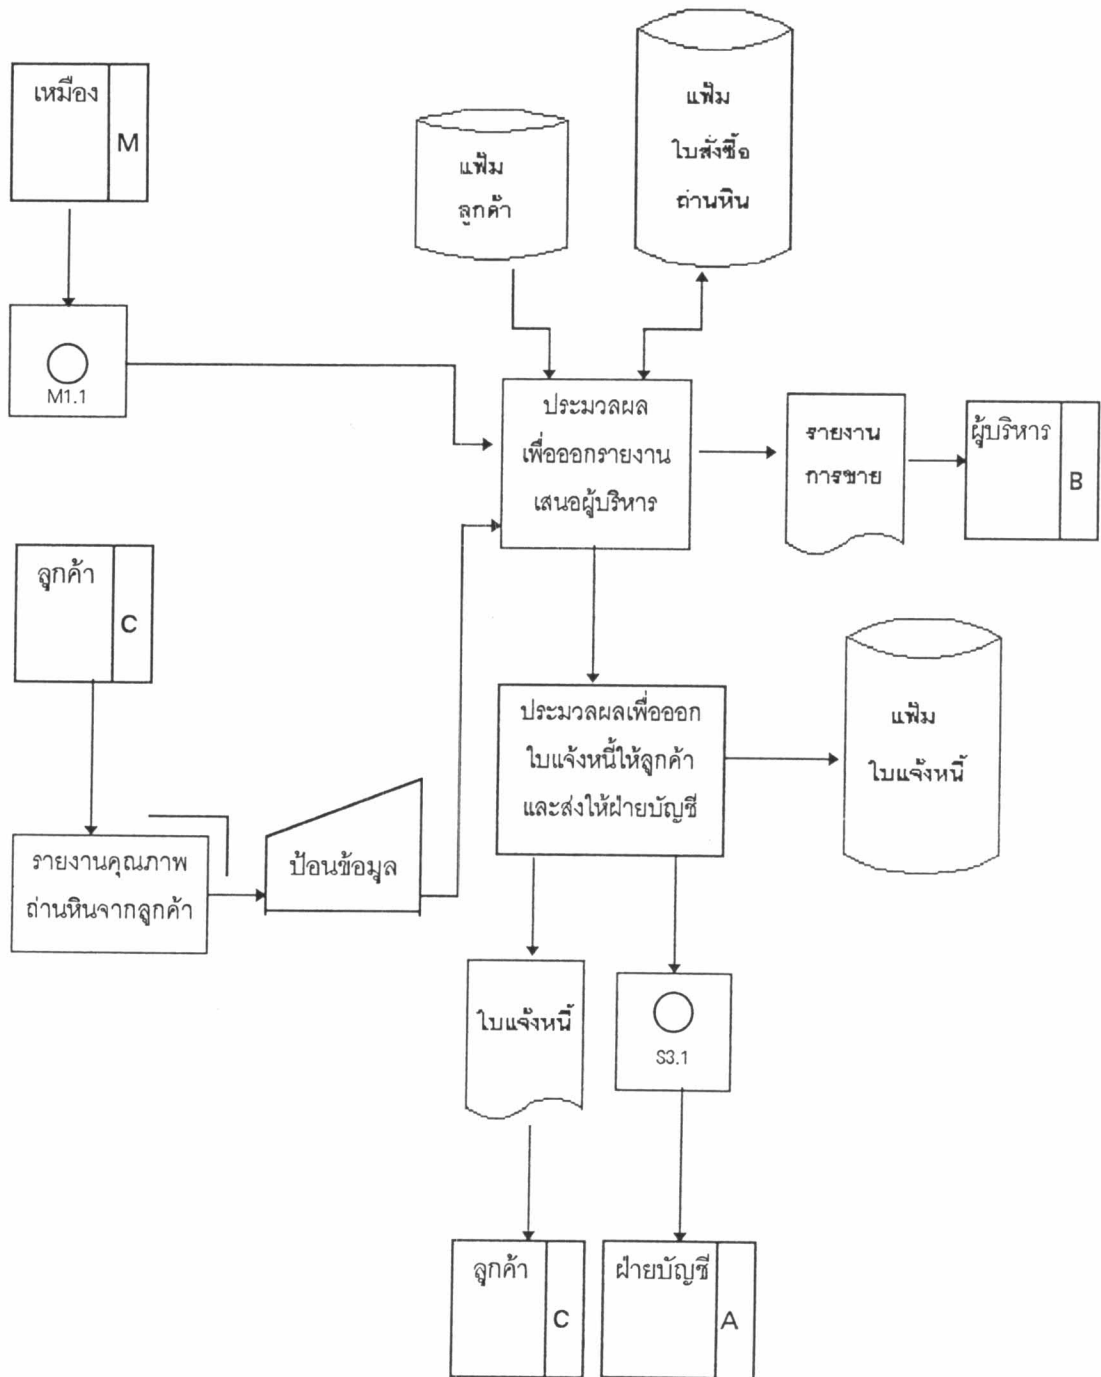 เหมือง
M
แฟ้ม
ลูกค้า
แฟ้ม
ใบสั่งซื้อ
ถ่านหิน
M1.1
ประมวลผล
เพื่อออกรายงาน
เสนอผู้บริหาร
รายงาน
การขาย
ผู้บริหาร
B
ลูกค้า
C
ประมวลผลเพื่อออก
ใบแจ้งหนี้ให้ลูกค้า
และส่งให้ฝ่ายบัญชี
แฟ้ม
ใบแจ้งหนี้
รายงานคุณภาพ
ถ่านหินจากลูกค้า
ป้อนข้อมูล
ใบแจ้งหนี้
S3.1
ลูกค้า
C
ฝ่ายบัญชี
A